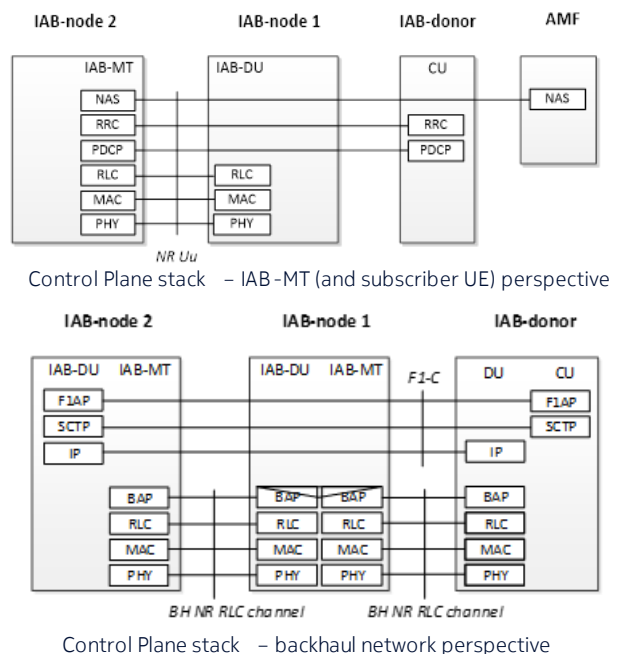 IAB-node 2 IAB-node 1 IAB-donor AMF
IAB-MT IAB-DU CU
NAS NAS
RRC RRC
PDCP PDCP
RLC RLC
MAC MAC
PHY PHY
NR Uu
Control Plane stack – IAB-MT (and subscriber UE) perspective
IAB-node 2 IAB-node 1 IAB-donor
IAB-DU IAB-MT IAB-DU IAB-MT F1-C DU CU
F1AP F1AP
SCTP SCTP
IP IP
BAP BAP BAP BAP
RLC RLC RLC RLC
MAC MAC MAC MAC
PHY PHY PHY PHY
BH NR RLC channel BH NR RLC channel
Control Plane stack – backhaul network perspective